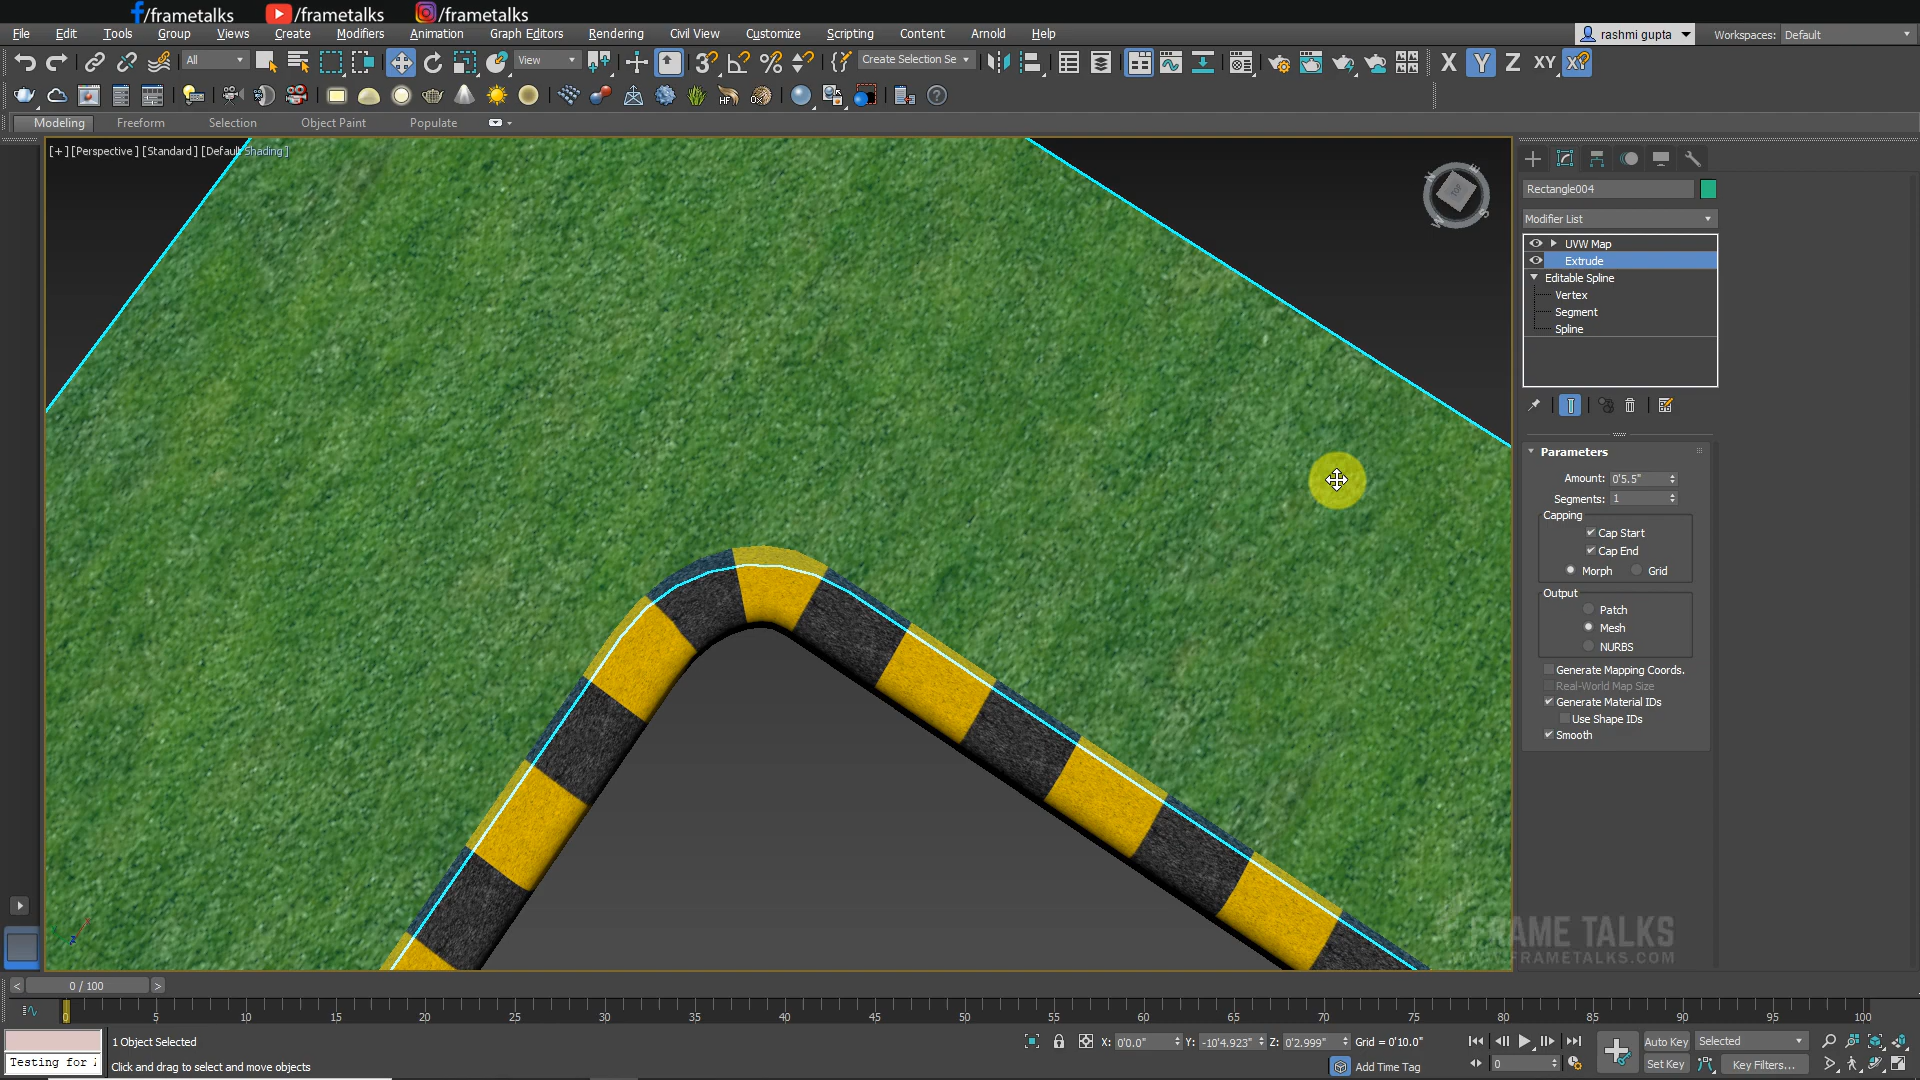 /frametalks /frametalks /frametalks
File Edit Tools Group Views Create Modifiers Animation Graph Editors Rendering Civil View Customize Scripting Content Arnold Help rashmi gupta Workspaces: Default
All View Create Selection Se X Y Z XY XY
Modeling Freeform Selection Object Paint Populate
[+] [Perspective] [Standard] [Default Shading]
Rectangle004
Modifier List
UVW Map
Extrude
Editable Spline
Vertex
Segment
Spline
Parameters
Amount: 0'5.5"
Segments: 1
Capping
Cap Start
Cap End
Morph Grid
Output
Patch
Mesh
NURBS
Generate Mapping Coords.
Real-World Map Size
Generate Material IDs
Use Shape IDs
Smooth
FRAME TALKS
WWW.FRAMETALKS.COM
0 / 100
0 5 10 15 20 25 30 35 40 45 50 55 60 65 70 75 80 85 90 95 100
1 Object Selected X: 0'0.0" Y: -10'4.923" Z: 0'2.999" Grid = 0'10.0" Auto Key Selected
Testing for Click and drag to select and move objects Add Time Tag 0 Set Key Key Filters...